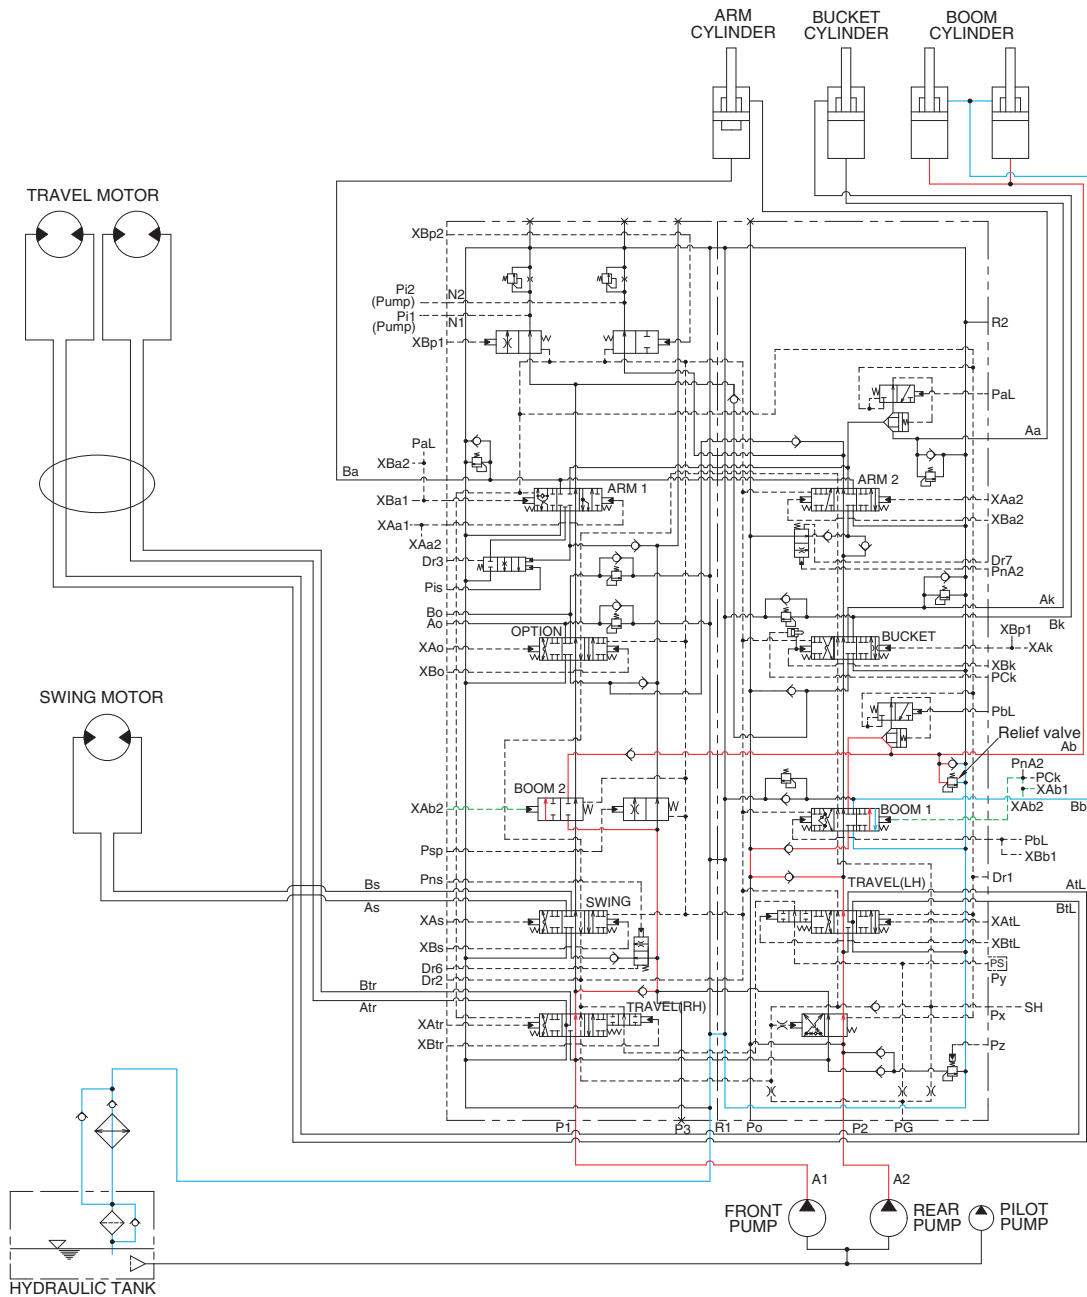 ARM
CYLINDER
BUCKET
CYLINDER
BOOM
CYLINDER
TRAVEL MOTOR
XBp2
Pi2
(Pump)
N2
Pi1
(Pump)
N1
XBp1
R2
PaL
Aa
PaL
XBa2
Ba
XBa1
ARM 1
ARM 2
XAa2
XAa1
XBa2
XAa2
Dr3
Dr7
PnA2
Pis
Ak
Bo
Ao
Bk
OPTION
XBp1
XAo
BUCKET
XAk
XBo
XBk
PCk
SWING MOTOR
PbL
Relief valve
Ab
PnA2
PCk
BOOM 2
XAb1
XAb2
BOOM 1
XAb2
Bb
PbL
Psp
XBb1
Pns
Dr1
TRAVEL(LH)
AtL
Bs
As
SWING
BtL
XAs
XAtL
XBs
XBtL
Dr6
PS
Dr2
Py
Btr
Atr
TRAVEL(RH)
SH
Px
XAtr
XBtr
Pz
P1
P3
R1
Po
P2
PG
A1
A2
FRONT
PUMP
REAR
PUMP
PILOT
PUMP
HYDRAULIC TANK